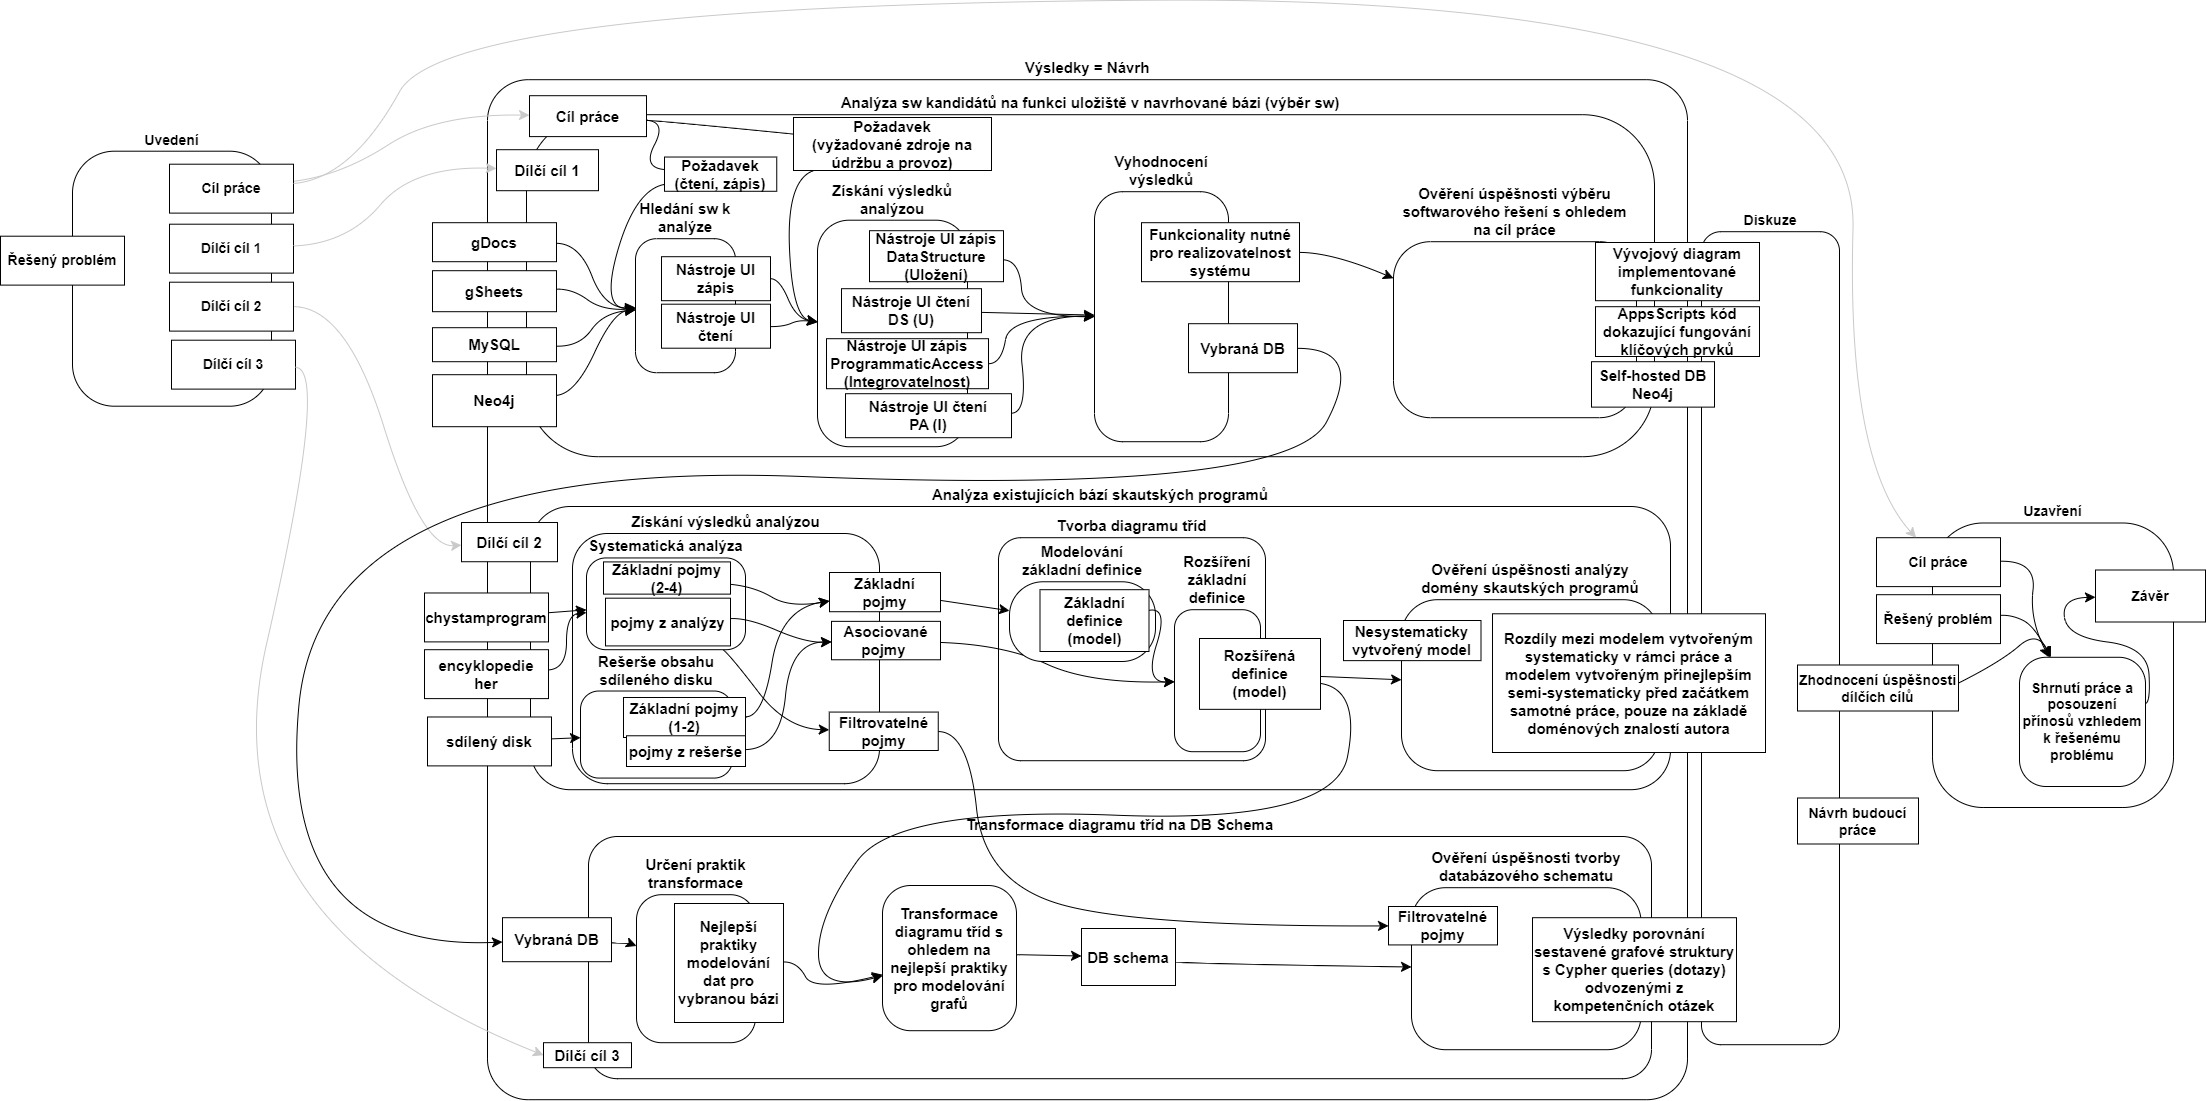 Uvedení
Řešený problém
Cíl práce
Dílčí cíl 1
Dílčí cíl 2
Dílčí cíl 3
Výsledky = Návrh
Analýza sw kandidátů na funkci uložiště v navrhované bázi (výběr sw)
Cíl práce
Dílčí cíl 1
Požadavek
(čtení, zápis)
Požadavek
(vyžadované zdroje na
údržbu a provoz)
gDocs
gSheets
MySQL
Neo4j
Hledání sw k
analýze
Nástroje UI
zápis
Nástroje UI
čtení
Získání výsledků
analýzou
Nástroje UI zápis
DataStructure
(Uložení)
Nástroje UI čtení
DS (U)
Nástroje UI zápis
ProgrammaticAccess
(Integrovatelnost)
Nástroje UI čtení
PA (I)
Vyhodnocení
výsledků
Funkcionality nutné
pro realizovatelnost
systému
Vybraná DB
Ověření úspěšnosti výběru
softwarového řešení s ohledem
na cíl práce
Vývojový diagram
implementované
funkcionality
AppsScripts kód
dokazující fungování
klíčových prvků
Self-hosted DB
Neo4j
Analýza existujících bází skautských programů
Dílčí cíl 2
chystamprogram
encyklopedie
her
sdílený disk
Získání výsledků analýzou
Systematická analýza
Základní pojmy
(2-4)
pojmy z analýzy
Rešerše obsahu
sdíleného disku
Základní pojmy
(1-2)
pojmy z rešerše
Základní
pojmy
Asociované
pojmy
Filtrovatelné
pojmy
Tvorba diagramu tříd
Modelování
základní definice
Základní
definice
(model)
Rozšíření
základní
definice
Rozšířená
definice
(model)
Ověření úspěšnosti analýzy
domény skautských programů
Nesystematicky
vytvořený model
Rozdíly mezi modelem vytvořeným
systematicky v rámci práce a
modelem vytvořeným přinejlepším
semi-systematicky před začátkem
samotné práce, pouze na základě
doménových znalostí autora
Transformace diagramu tříd na DB Schema
Vybraná DB
Dílčí cíl 3
Určení praktik
transformace
Nejlepší
praktiky
modelování
dat pro
vybranou bázi
Transformace
diagramu tříd s
ohledem na
nejlepší praktiky
pro modelování
grafů
DB schema
Ověření úspěšnosti tvorby
databázového schematu
Filtrovatelné
pojmy
Výsledky porovnání
sestavené grafové struktury
s Cypher queries (dotazy)
odvozenými z
kompetenčních otázek
Diskuze
Zhodnocení úspěšnosti
dílčích cílů
Návrh budoucí
práce
Uzavření
Cíl práce
Řešený problém
Shrnutí práce a
posouzení
přínosů vzhledem
k řešenému
problému
Závěr